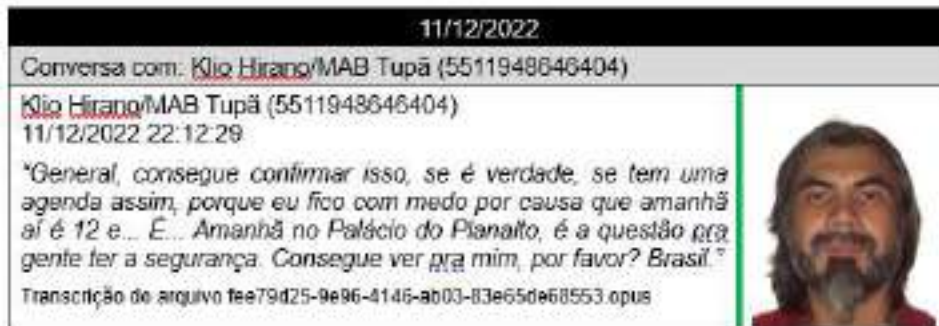 11/12/2022
Conversa com: Klio Hirano/MAB Tupã (5511948646404)
Klio Hirano/MAB Tupã (5511948646404)
11/12/2022 22:12:29
"General, consegue confirmar isso, se é verdade, se tem uma
agenda assim, porque eu fico com medo por causa que amanhã
aí é 12 e... É... Amanhã no Palácio do Planalto, é a questão pra
gente ter a segurança. Consegue ver pra mim, por favor? Brasil."
Transcrição do arquivo fee79d25-9e96-4146-ab03-83e65de68553.opus